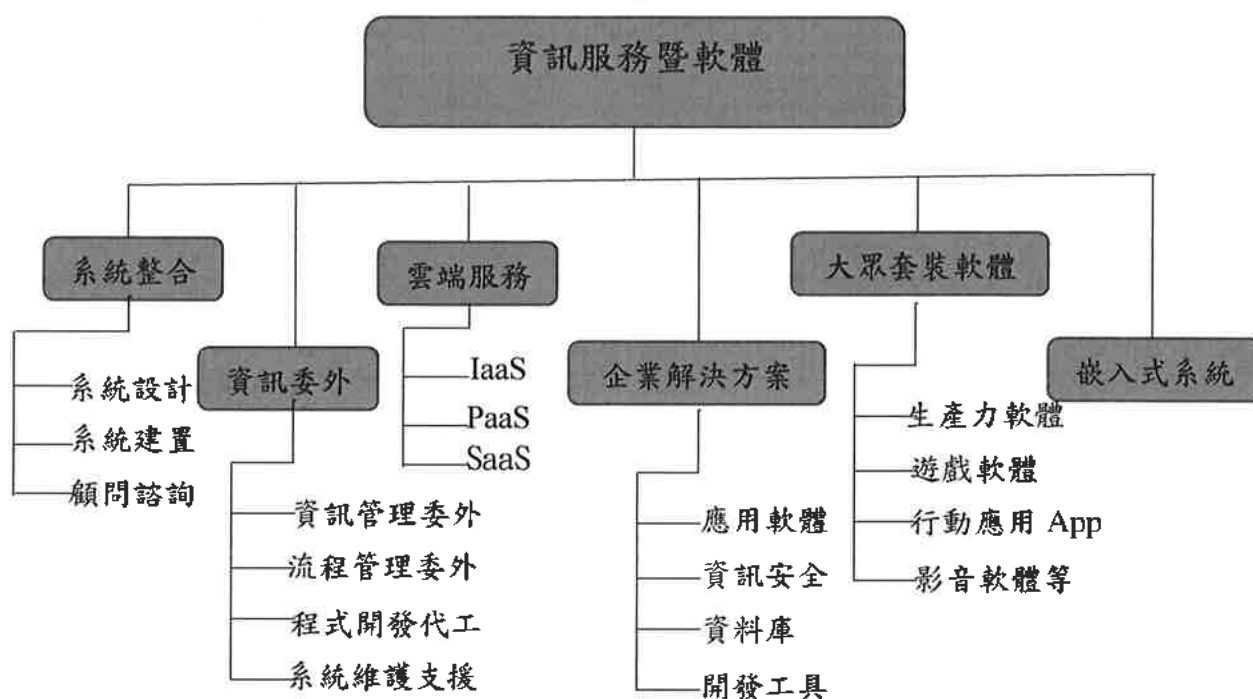 資訊服務暨軟體
系統整合
系統設計
系統建置
顧問諮詢
資訊委外
資訊管理委外
流程管理委外
程式開發代工
系統維護支援
雲端服務
IaaS
PaaS
SaaS
企業解決方案
應用軟體
資訊安全
資料庫
開發工具
大眾套裝軟體
生產力軟體
遊戲軟體
行動應用 App
影音軟體等
嵌入式系統